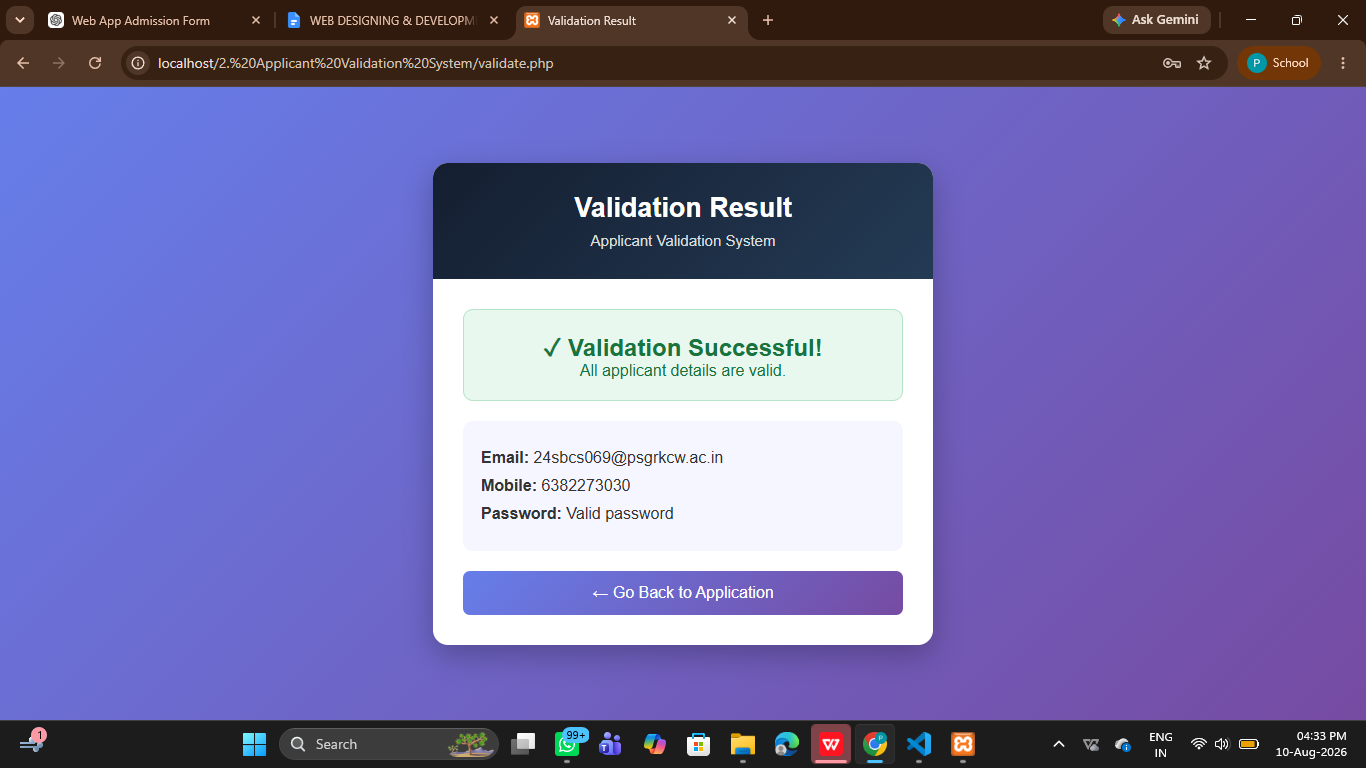 Web App Admission Form
WEB DESIGNING & DEVELOPM
Validation Result
Ask Gemini
localhost/2.%20Applicant%20Validation%20System/validate.php
P
School
Validation Result
Applicant Validation System
✓ Validation Successful!
All applicant details are valid.
Email: 24sbcs069@psgrkcw.ac.in
Mobile: 6382273030
Password: Valid password
← Go Back to Application
1
Search
99+
ENG
IN
04:33 PM
10-Aug-2026